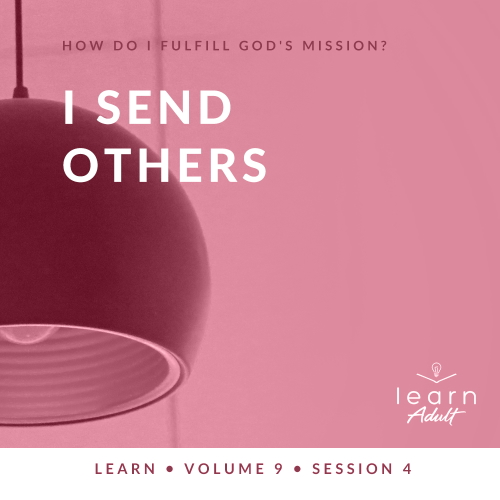 HOW DO I FULFILL GOD'S MISSION?
I SEND
OTHERS
learn
Adult
LEARN • VOLUME 9 • SESSION 4